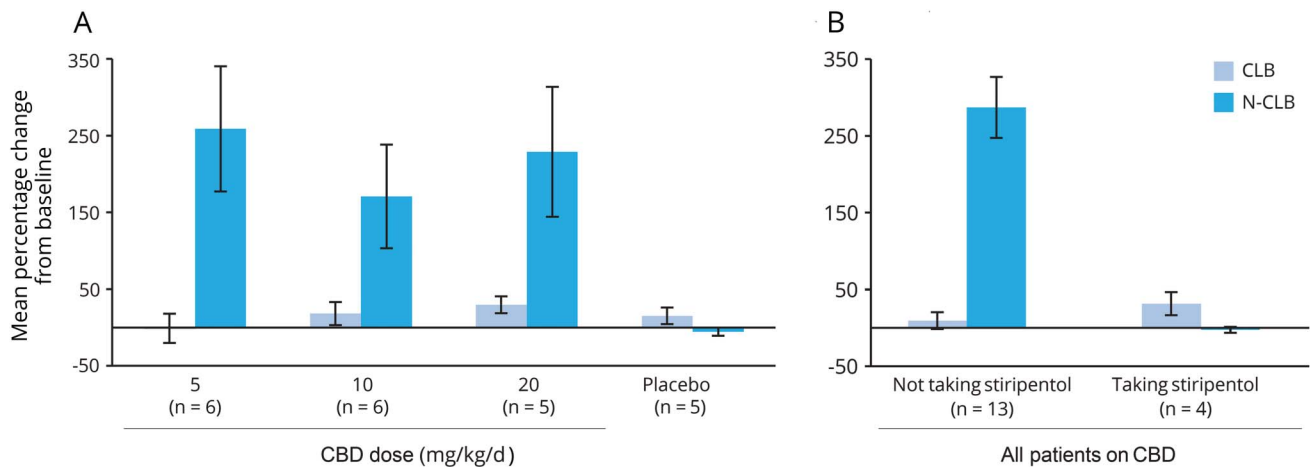 A
Mean percentage change
from baseline
350
250
150
50
-50
5
(n = 6)
10
(n = 6)
20
(n = 5)
Placebo
(n = 5)
CBD dose (mg/kg/d)
B
350
250
150
50
-50
CLB
N-CLB
Not taking stiripentol
(n = 13)
Taking stiripentol
(n = 4)
All patients on CBD